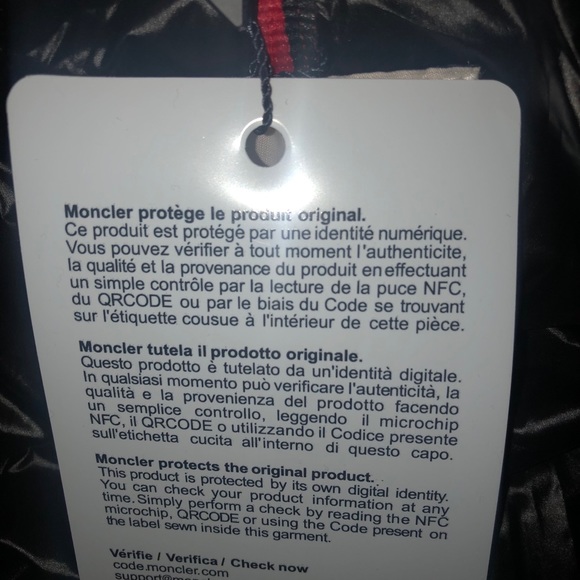 Moncler protège le produit original.
Ce produit est protégé par une identité numérique.
Vous pouvez vérifier à tout moment l'authenticite,
la qualité et la provenance du produit en effectuant
un simple contrôle par la lecture de la puce NFC,
du QRCODE ou par le biais du Code se trouvant
sur l'étiquette cousue à l'intérieur de cette pièce.
Moncler tutela il prodotto originale.
Questo prodotto è tutelato da un'identità digitale.
In qualsiasi momento può verificare l'autenticità, la
qualità e la provenienza del prodotto facendo
un semplice controllo, leggendo il microchip
NFC, il QRCODE o utilizzando il Codice presente
sull'etichetta cucita all'interno di questo capo.
Moncler protects the original product.
This product is protected by its own digital identity.
You can check your product information at any
time. Simply perform a check by reading the NFC
microchip, QRCODE or using the Code present on
the label sewn inside this garment.
Vérifie / Verifica / Check now
code.moncler.com